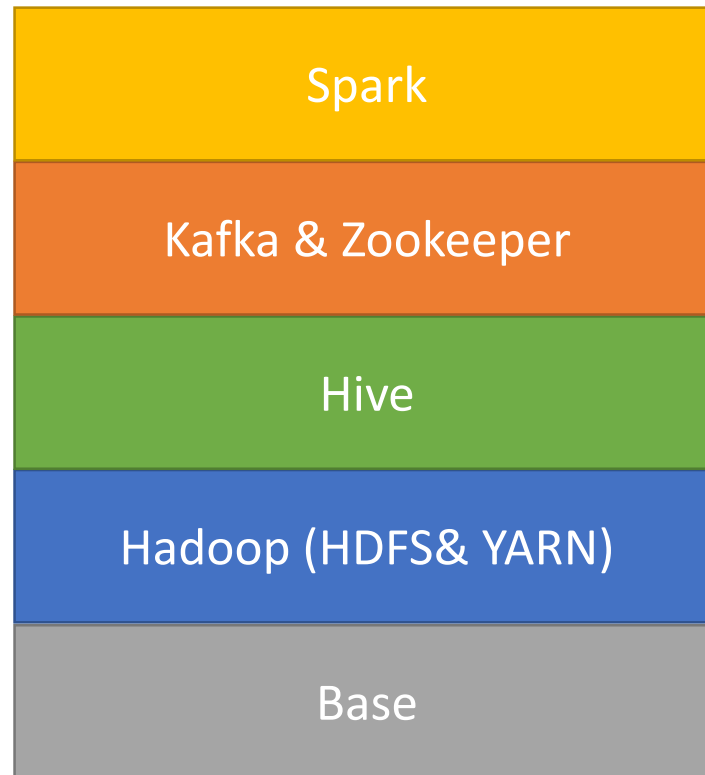 Spark
Kafka & Zookeeper
Hive
Hadoop (HDFS& YARN)
Base